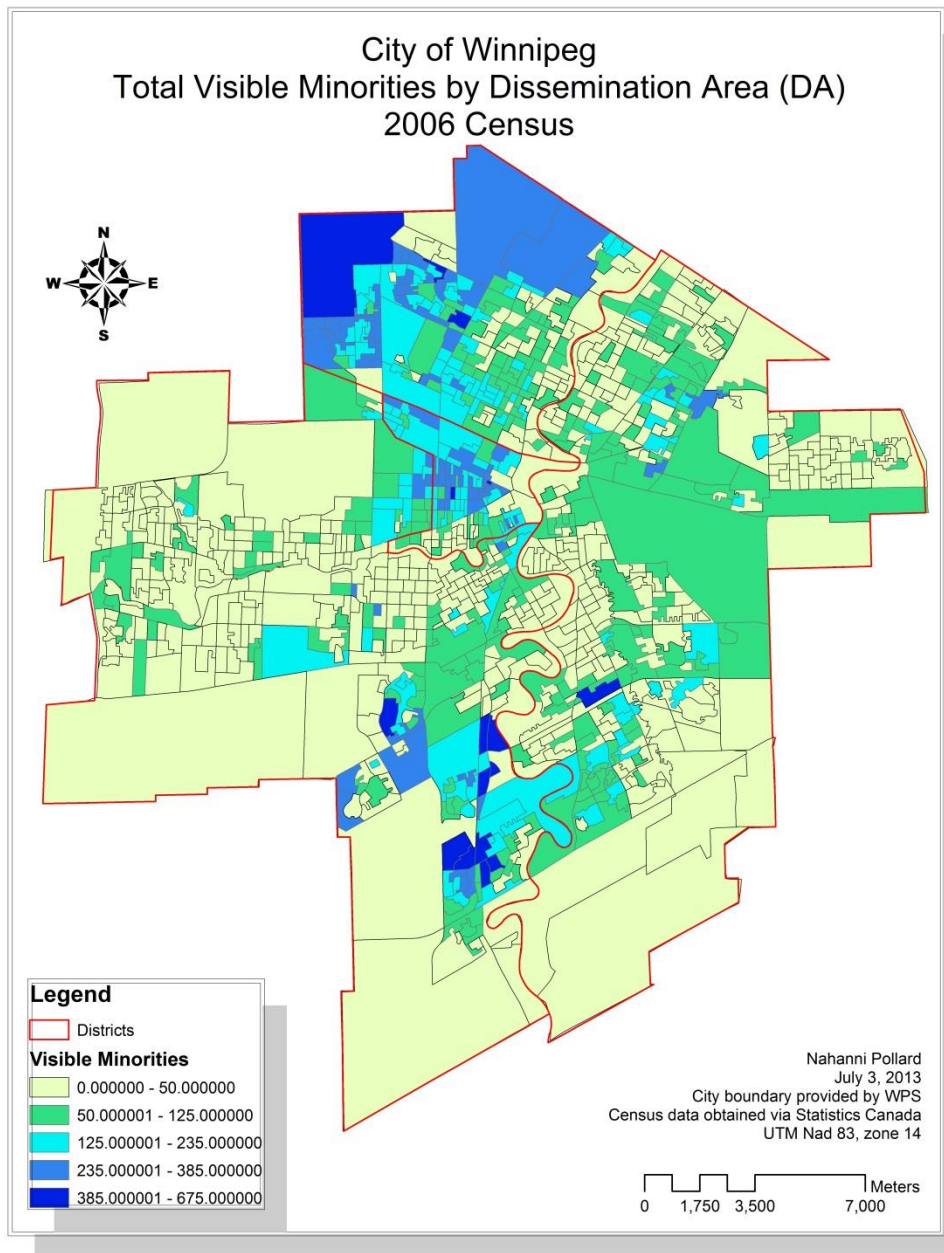 City of Winnipeg
Total Visible Minorities by Dissemination Area (DA)
2006 Census
N
W E
S
Legend
Districts
Visible Minorities
0.000000 - 50.000000
50.000001 - 125.000000
125.000001 - 235.000000
235.000001 - 385.000000
385.000001 - 675.000000
Nahanni Pollard
July 3, 2013
City boundary provided by WPS
Census data obtained via Statistics Canada
UTM Nad 83, zone 14
Meters
0 1,750 3,500 7,000